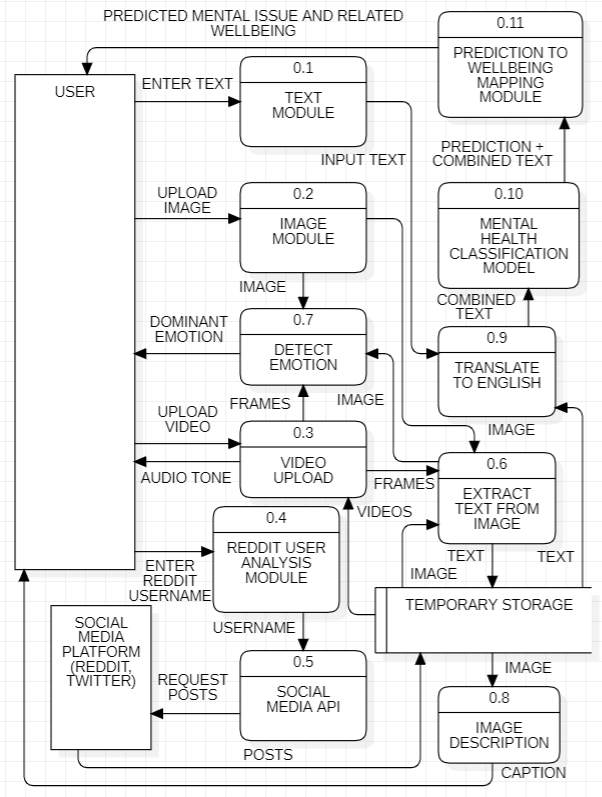 PREDICTED MENTAL ISSUE AND RELATED
WELLBEING
0.11
PREDICTION TO
WELLBEING
MAPPING
MODULE
USER
ENTER TEXT
0.1
TEXT
MODULE
INPUT TEXT
PREDICTION +
COMBINED TEXT
UPLOAD
IMAGE
0.2
IMAGE
MODULE
0.10
MENTAL
HEALTH
CLASSIFICATION
MODEL
IMAGE
COMBINED
TEXT
DOMINANT
EMOTION
0.7
DETECT
EMOTION
0.9
TRANSLATE
TO ENGLISH
FRAMES
IMAGE
UPLOAD
VIDEO
0.3
VIDEO
UPLOAD
IMAGE
AUDIO TONE
FRAMES
0.6
EXTRACT
TEXT FROM
IMAGE
VIDEOS
0.4
REDDIT USER
ANALYSIS
MODULE
ENTER
REDDIT
USERNAME
TEXT
TEXT
IMAGE
TEMPORARY STORAGE
SOCIAL
MEDIA
PLATFORM
(REDDIT,
TWITTER)
USERNAME
REQUEST
POSTS
0.5
SOCIAL
MEDIA API
IMAGE
0.8
IMAGE
DESCRIPTION
POSTS
CAPTION